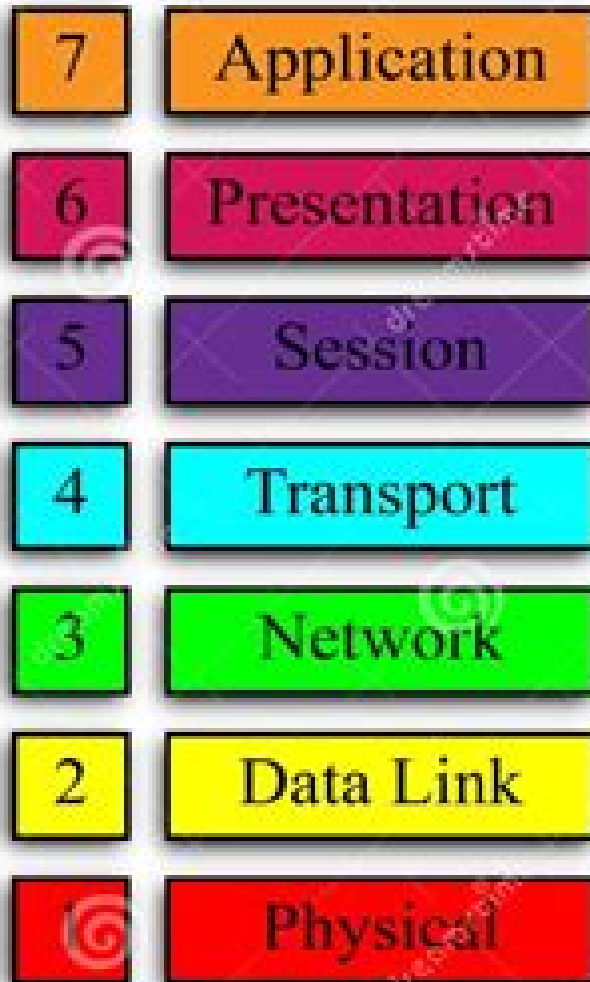 7 Application
6 Presentation
5 Session
4 Transport
3 Network
2 Data Link
Physical